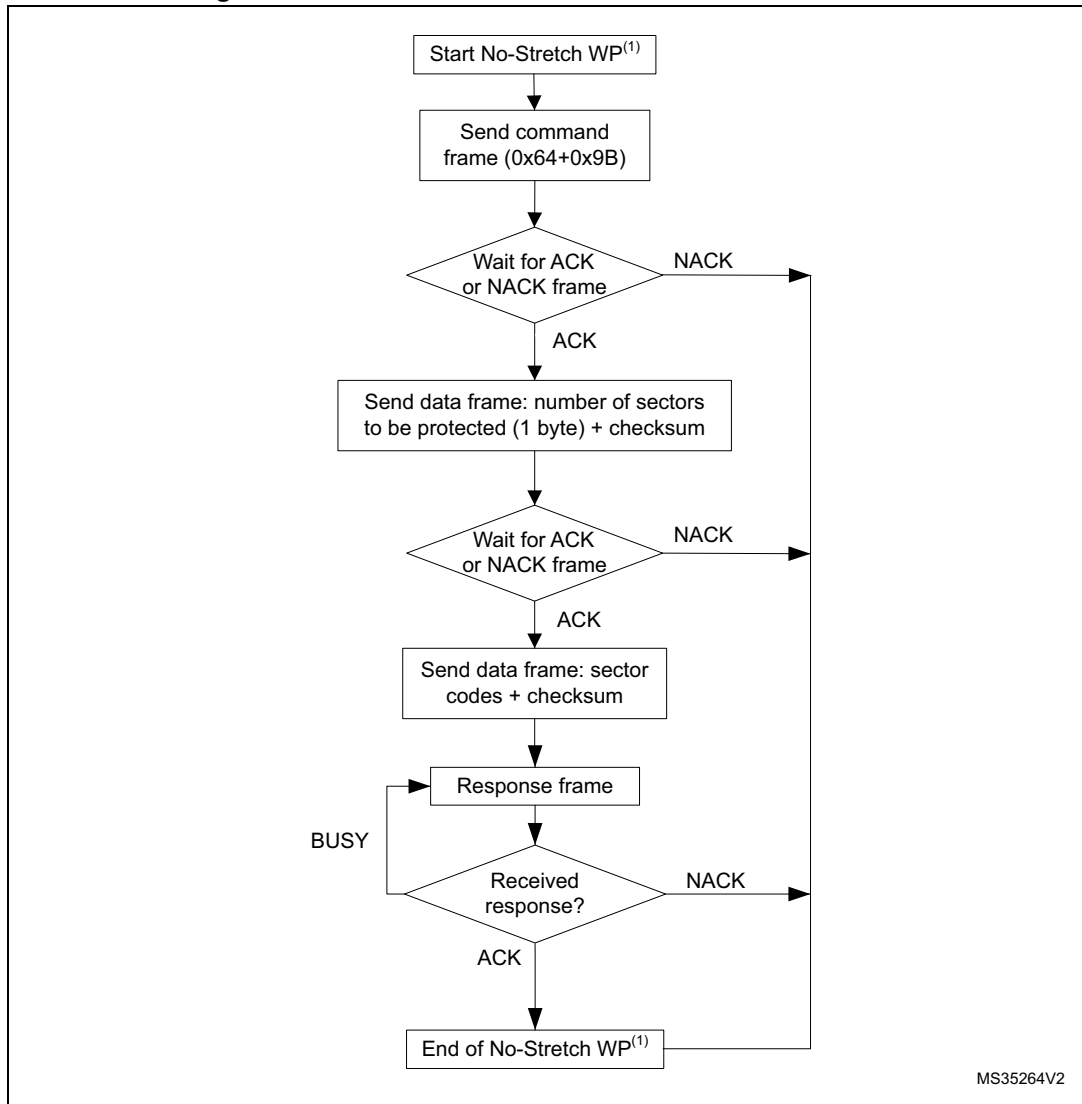 Start No-Stretch WP(1)
Send command
frame (0x64+0x9B)
Wait for ACK
or NACK frame
NACK
ACK
Send data frame: number of sectors
to be protected (1 byte) + checksum
Wait for ACK
or NACK frame
NACK
ACK
Send data frame: sector
codes + checksum
Response frame
BUSY
Received
response?
NACK
ACK
End of No-Stretch WP(1)
MS35264V2